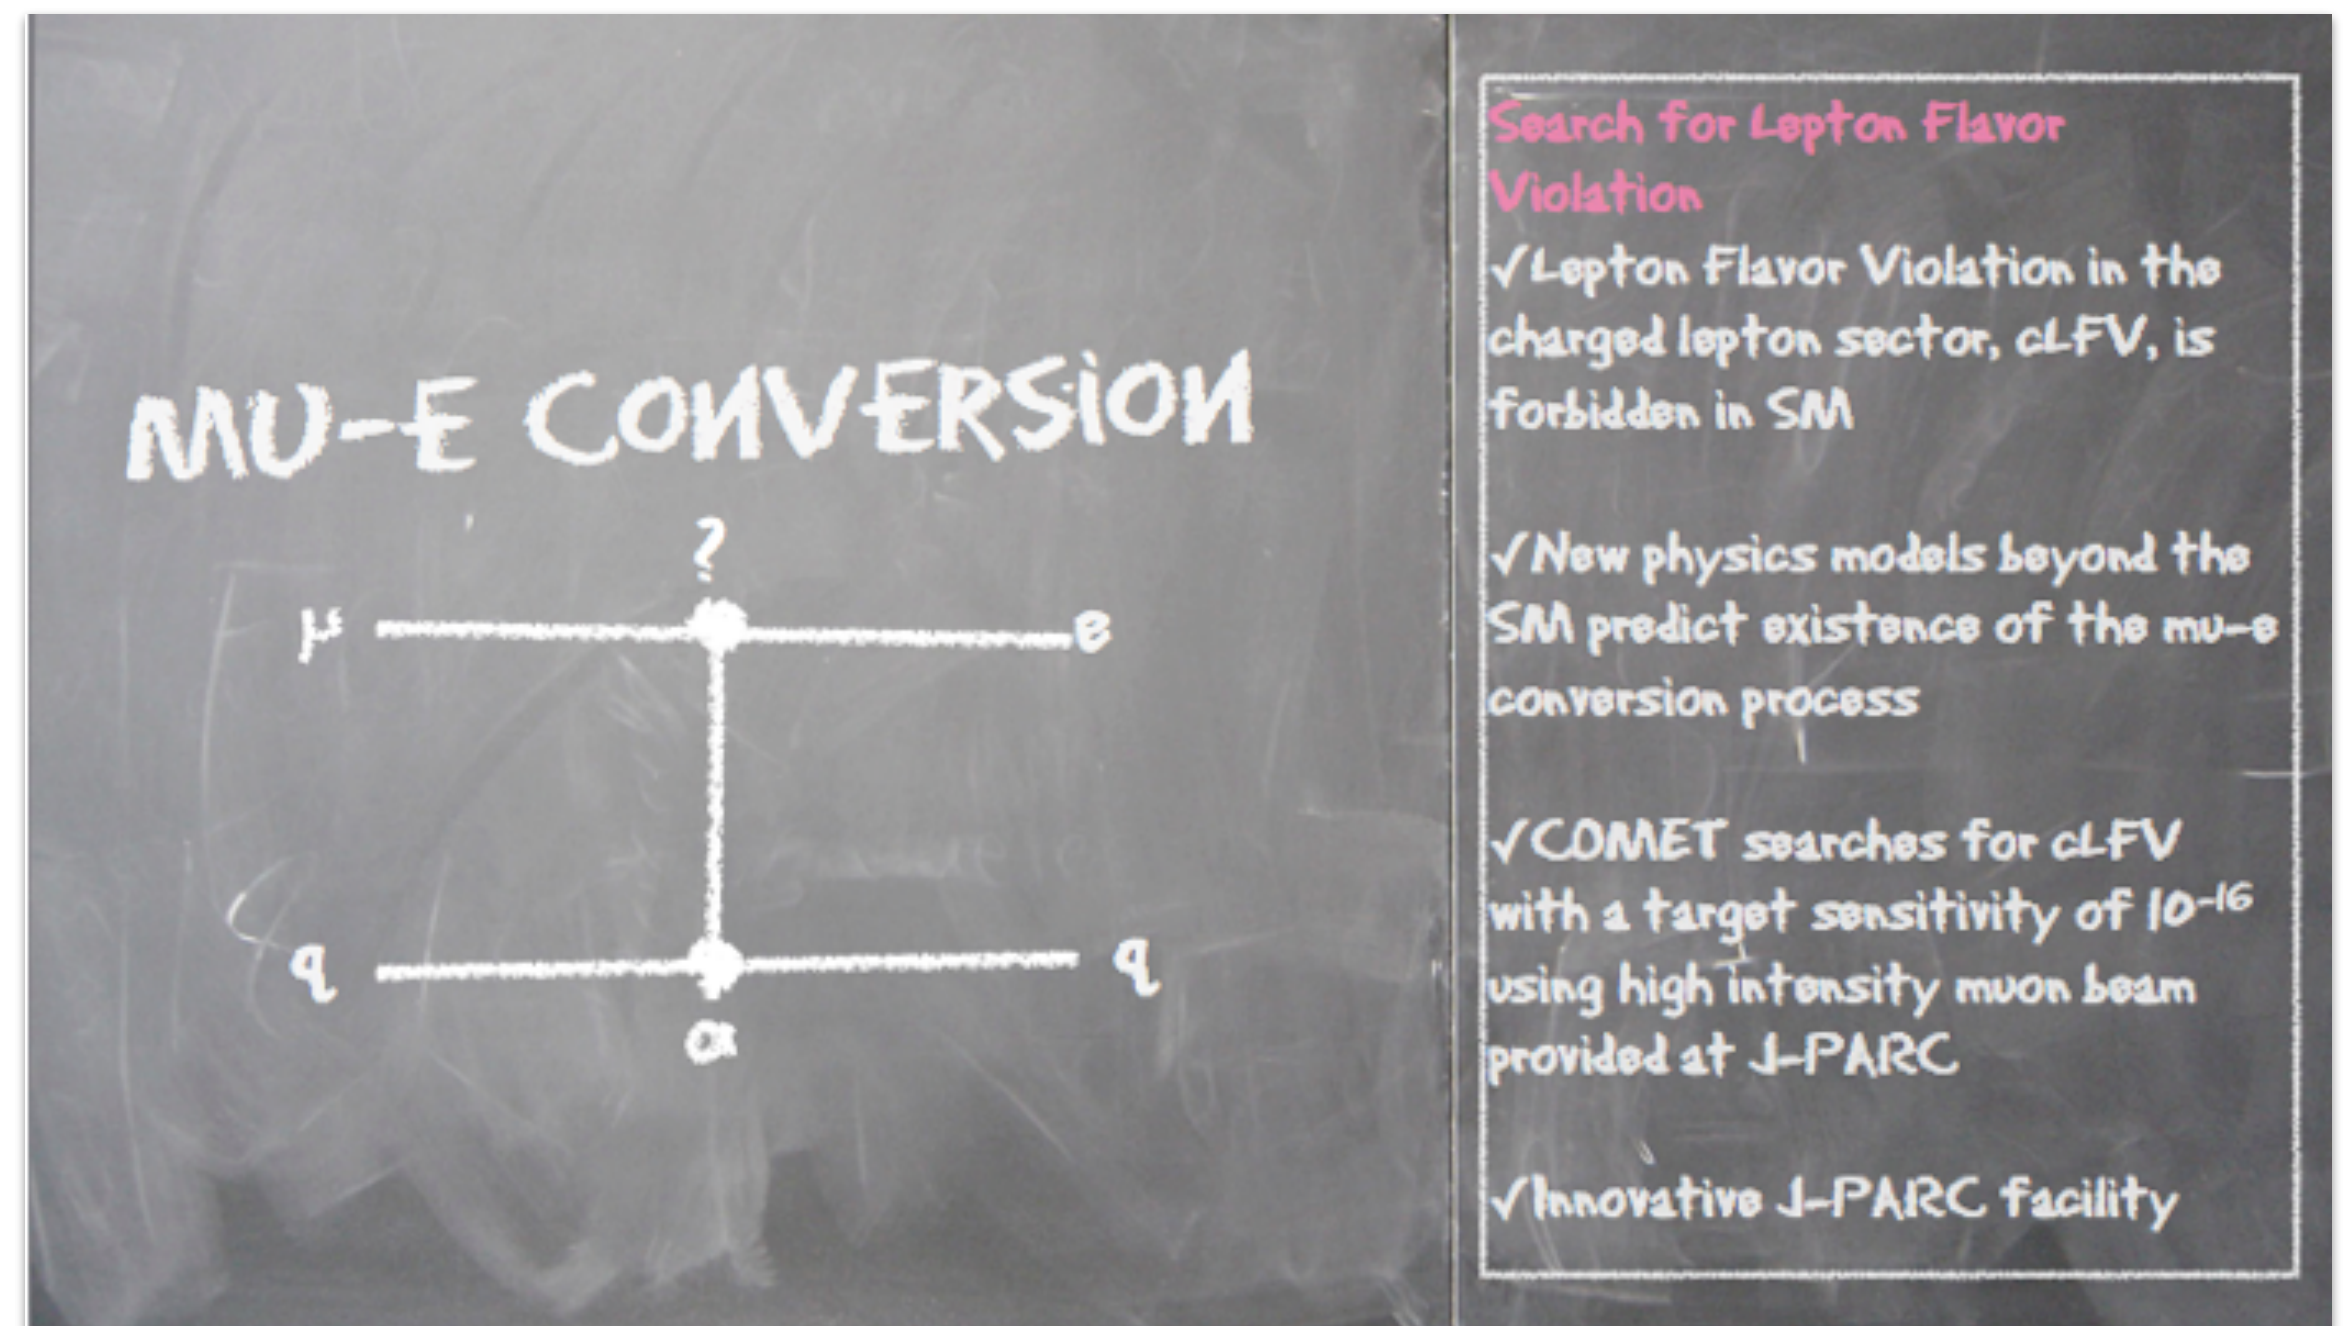 MU-E CONVERSION
?
μ e
q q
α
Search for Lepton Flavor
Violation
✓Lepton Flavor Violation in the
charged lepton sector, cLFV, is
forbidden in SM
✓New physics models beyond the
SM predict existence of the mu-e
conversion process
✓COMET searches for cLFV
with a target sensitivity of 10⁻¹⁶
using high intensity muon beam
provided at J-PARC
✓Innovative J-PARC facility